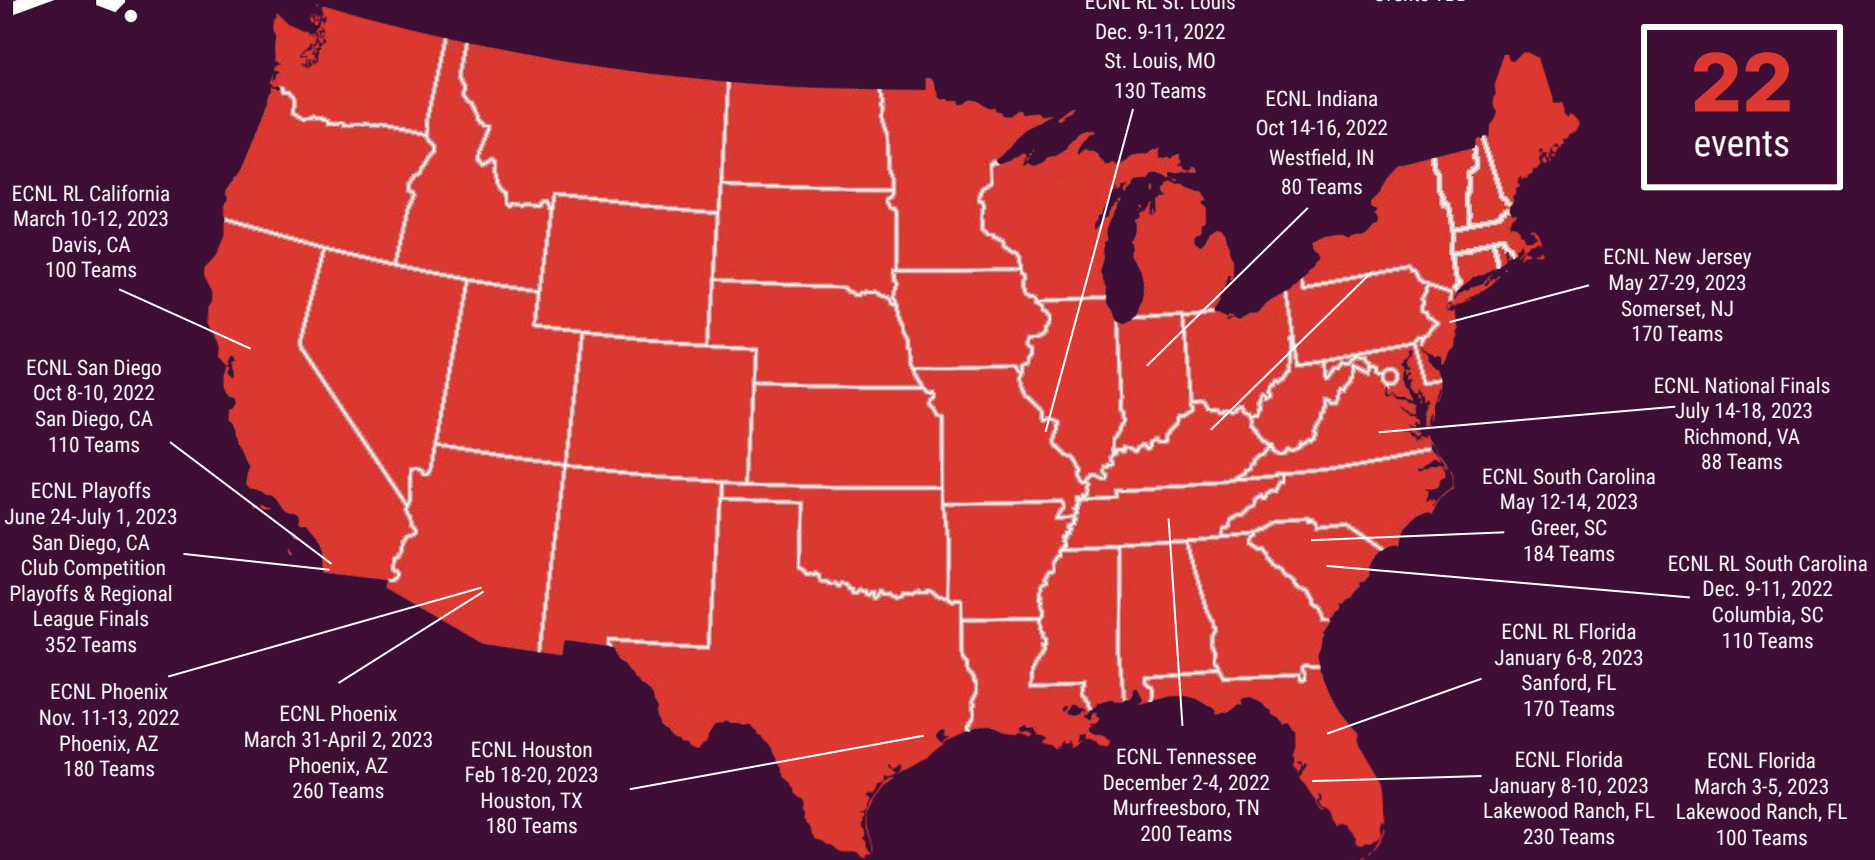 ECNL RL St. Louis
Dec. 9-11, 2022
St. Louis, MO
130 Teams
22
events
ECNL Indiana
Oct 14-16, 2022
Westfield, IN
80 Teams
ECNL RL California
March 10-12, 2023
Davis, CA
100 Teams
ECNL New Jersey
May 27-29, 2023
Somerset, NJ
170 Teams
ECNL San Diego
Oct 8-10, 2022
San Diego, CA
110 Teams
ECNL National Finals
July 14-18, 2023
Richmond, VA
88 Teams
ECNL Playoffs
June 24-July 1, 2023
San Diego, CA
Club Competition
Playoffs & Regional
League Finals
352 Teams
ECNL South Carolina
May 12-14, 2023
Greer, SC
184 Teams
ECNL RL South Carolina
Dec. 9-11, 2022
Columbia, SC
110 Teams
ECNL RL Florida
January 6-8, 2023
Sanford, FL
170 Teams
ECNL Phoenix
Nov. 11-13, 2022
Phoenix, AZ
180 Teams
ECNL Phoenix
March 31-April 2, 2023
Phoenix, AZ
260 Teams
ECNL Houston
Feb 18-20, 2023
Houston, TX
180 Teams
ECNL Tennessee
December 2-4, 2022
Murfreesboro, TN
200 Teams
ECNL Florida
January 8-10, 2023
Lakewood Ranch, FL
230 Teams
ECNL Florida
March 3-5, 2023
Lakewood Ranch, FL
100 Teams